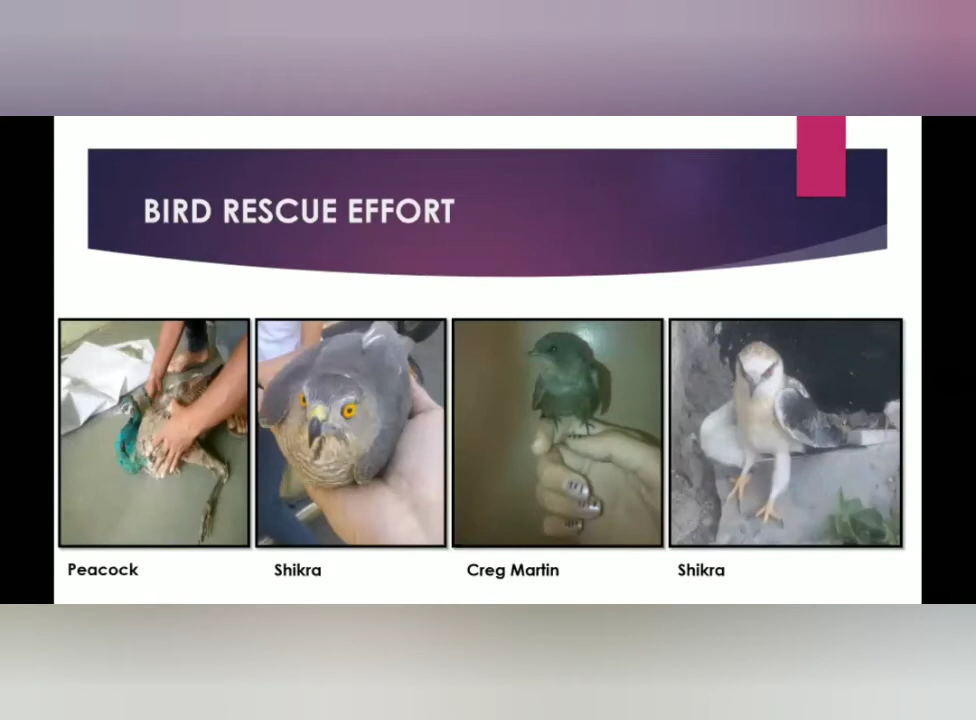 BIRD RESCUE EFFORT
Peacock
Shikra
Creg Martin
Shikra